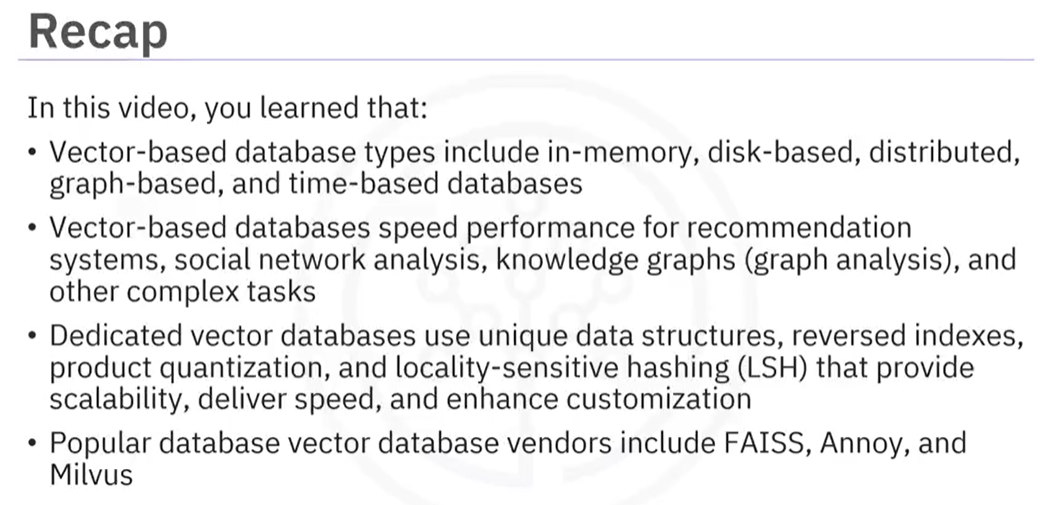 Recap
In this video, you learned that:
• Vector-based database types include in-memory, disk-based, distributed,
graph-based, and time-based databases
• Vector-based databases speed performance for recommendation
systems, social network analysis, knowledge graphs (graph analysis), and
other complex tasks
• Dedicated vector databases use unique data structures, reversed indexes,
product quantization, and locality-sensitive hashing (LSH) that provide
scalability, deliver speed, and enhance customization
• Popular database vector database vendors include FAISS, Annoy, and
Milvus